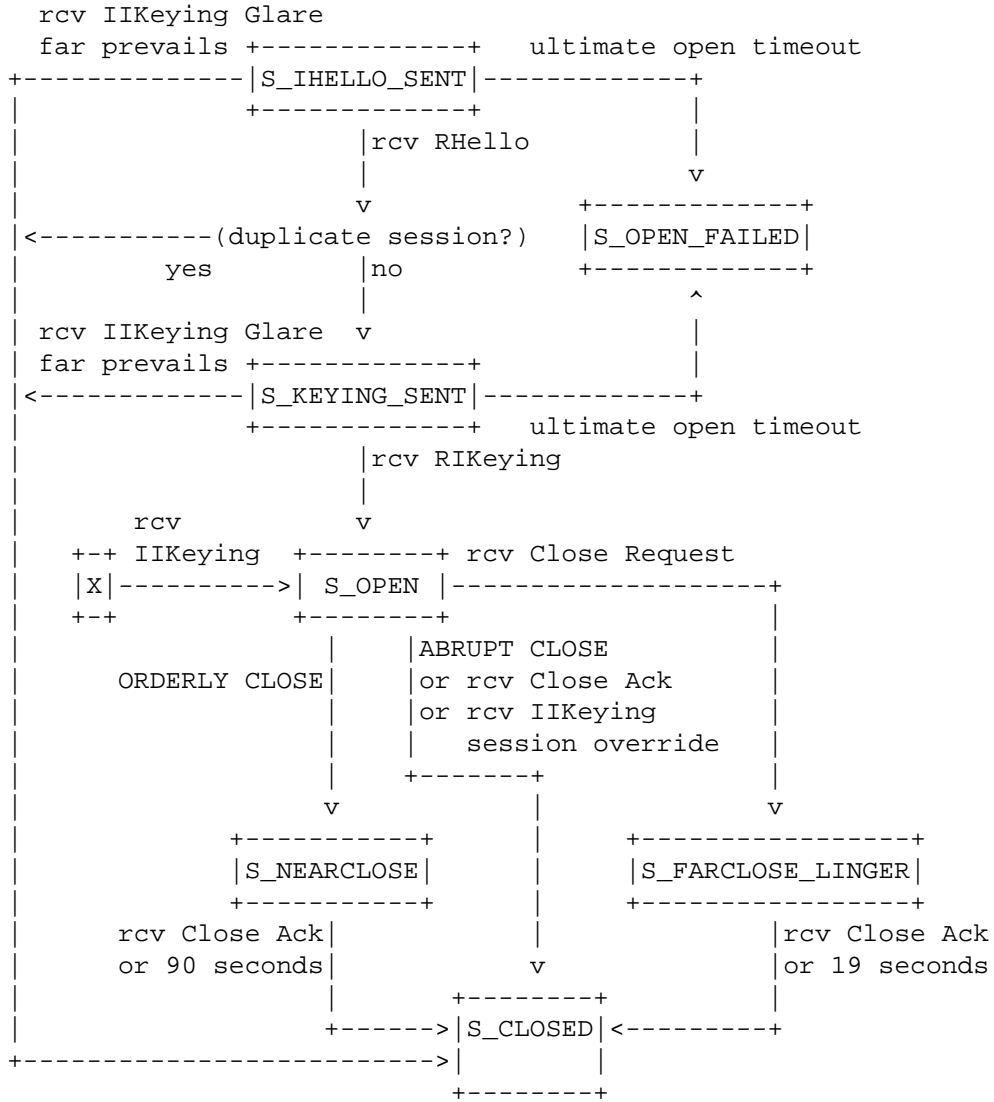 rcv IIKeying Glare
far prevails ultimate open timeout
S_IHELLO_SENT
rcv RHello
(duplicate session?) S_OPEN_FAILED
yes no
rcv IIKeying Glare
far prevails
S_KEYING_SENT
ultimate open timeout
rcv RIKeying
rcv
IIKeying rcv Close Request
X S_OPEN
ABRUPT CLOSE
ORDERLY CLOSE or rcv Close Ack
or rcv IIKeying
session override
S_NEARCLOSE S_FARCLOSE_LINGER
rcv Close Ack rcv Close Ack
or 90 seconds or 19 seconds
S_CLOSED